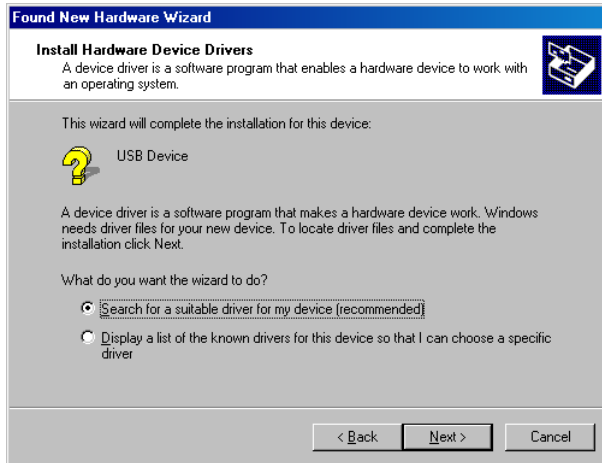 Found New Hardware Wizard
Install Hardware Device Drivers
A device driver is a software program that enables a hardware device to work with
an operating system.
This wizard will complete the installation for this device:
USB Device
A device driver is a software program that makes a hardware device work. Windows
needs driver files for your new device. To locate driver files and complete the
installation click Next.
What do you want the wizard to do?
Search for a suitable driver for my device (recommended)
Display a list of the known drivers for this device so that I can choose a specific
driver
< Back
Next >
Cancel